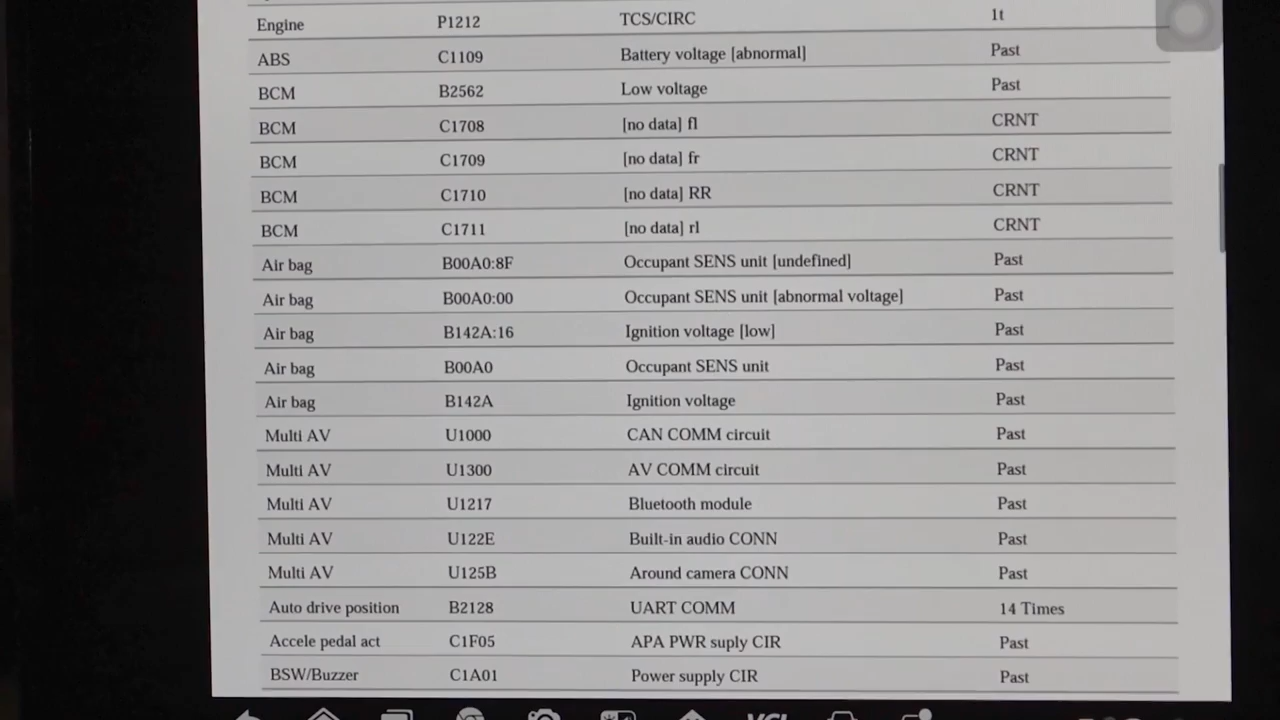 Engine P1212 TCS/CIRC 1t
ABS C1109 Battery voltage [abnormal] Past
BCM B2562 Low voltage Past
BCM C1708 [no data] fl CRNT
BCM C1709 [no data] fr CRNT
BCM C1710 [no data] RR CRNT
BCM C1711 [no data] rl CRNT
Air bag B00A0:8F Occupant SENS unit [undefined] Past
Air bag B00A0:00 Occupant SENS unit [abnormal voltage] Past
Air bag B142A:16 Ignition voltage [low] Past
Air bag B00A0 Occupant SENS unit Past
Air bag B142A Ignition voltage Past
Multi AV U1000 CAN COMM circuit Past
Multi AV U1300 AV COMM circuit Past
Multi AV U1217 Bluetooth module Past
Multi AV U122E Built-in audio CONN Past
Multi AV U125B Around camera CONN Past
Auto drive position B2128 UART COMM 14 Times
Accele pedal act C1F05 APA PWR suply CIR Past
BSW/Buzzer C1A01 Power supply CIR Past
VCI